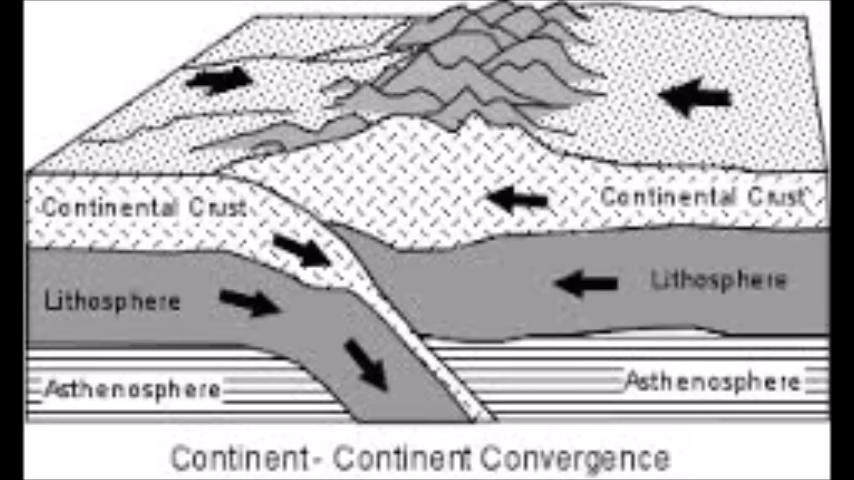 Continental Crust
Continental Crust
Lithosphere
Lithosphere
Asthenosphere
Asthenosphere
Continent - Continent Convergence